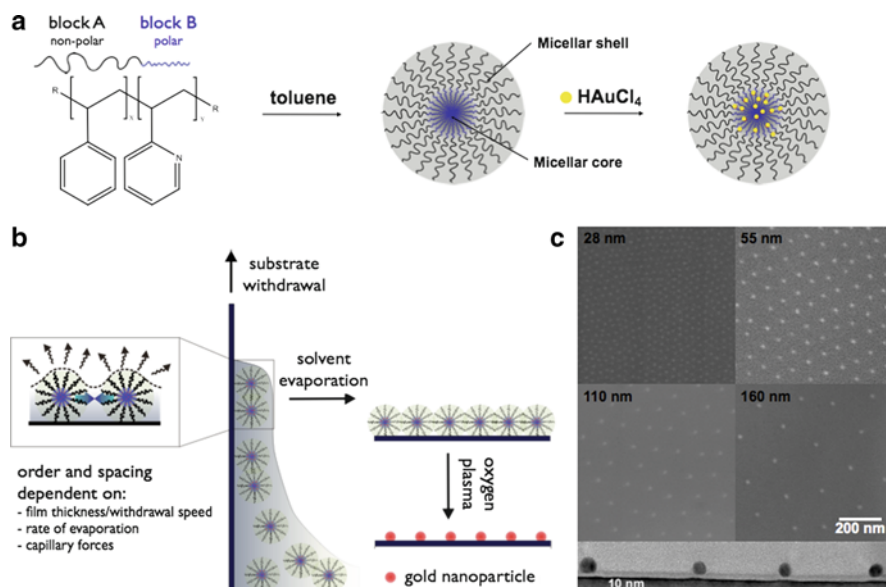 a
block A
block B
non-polar
polar
R
N
R
x
y
toluene
Micellar shell
Micellar core
HAuCl4
b
substrate
withdrawal
solvent
evaporation
order and spacing
dependent on:
- film thickness/withdrawal speed
- rate of evaporation
- capillary forces
oxygen
plasma
gold nanoparticle
c
28 nm
55 nm
110 nm
160 nm
200 nm
10 nm